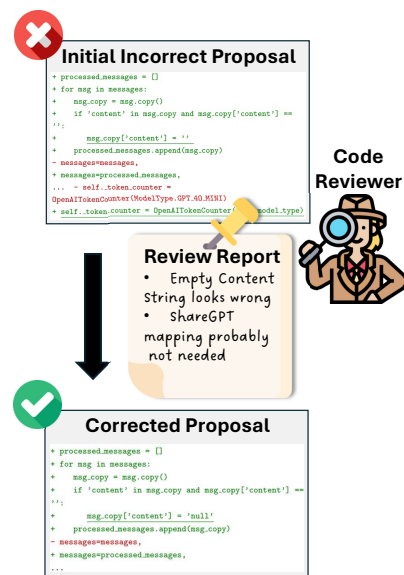 Initial Incorrect Proposal
+ processed_messages = []
+ for msg in messages:
+ msg_copy = msg.copy()
+ if 'content' in msg_copy and msg_copy['content'] ==
'':
+ msg_copy['content'] = ''
+ processed_messages.append(msg_copy)
- messages=messages,
+ messages=processed_messages,
... - self._token_counter =
OpenAITokenCounter(ModelType.GPT_4O_MINI)
+ self._token_counter = OpenAITokenCounter( model_type)
Code
Reviewer
Review Report
• Empty Content
String looks wrong
• ShareGPT
mapping probably
not needed
Corrected Proposal
+ processed_messages = []
+ for msg in messages:
+ msg_copy = msg.copy()
+ if 'content' in msg_copy and msg_copy['content'] ==
'':
+ msg_copy['content'] = 'null'
+ processed_messages.append(msg_copy)
- messages=messages,
+ messages=processed_messages,
...